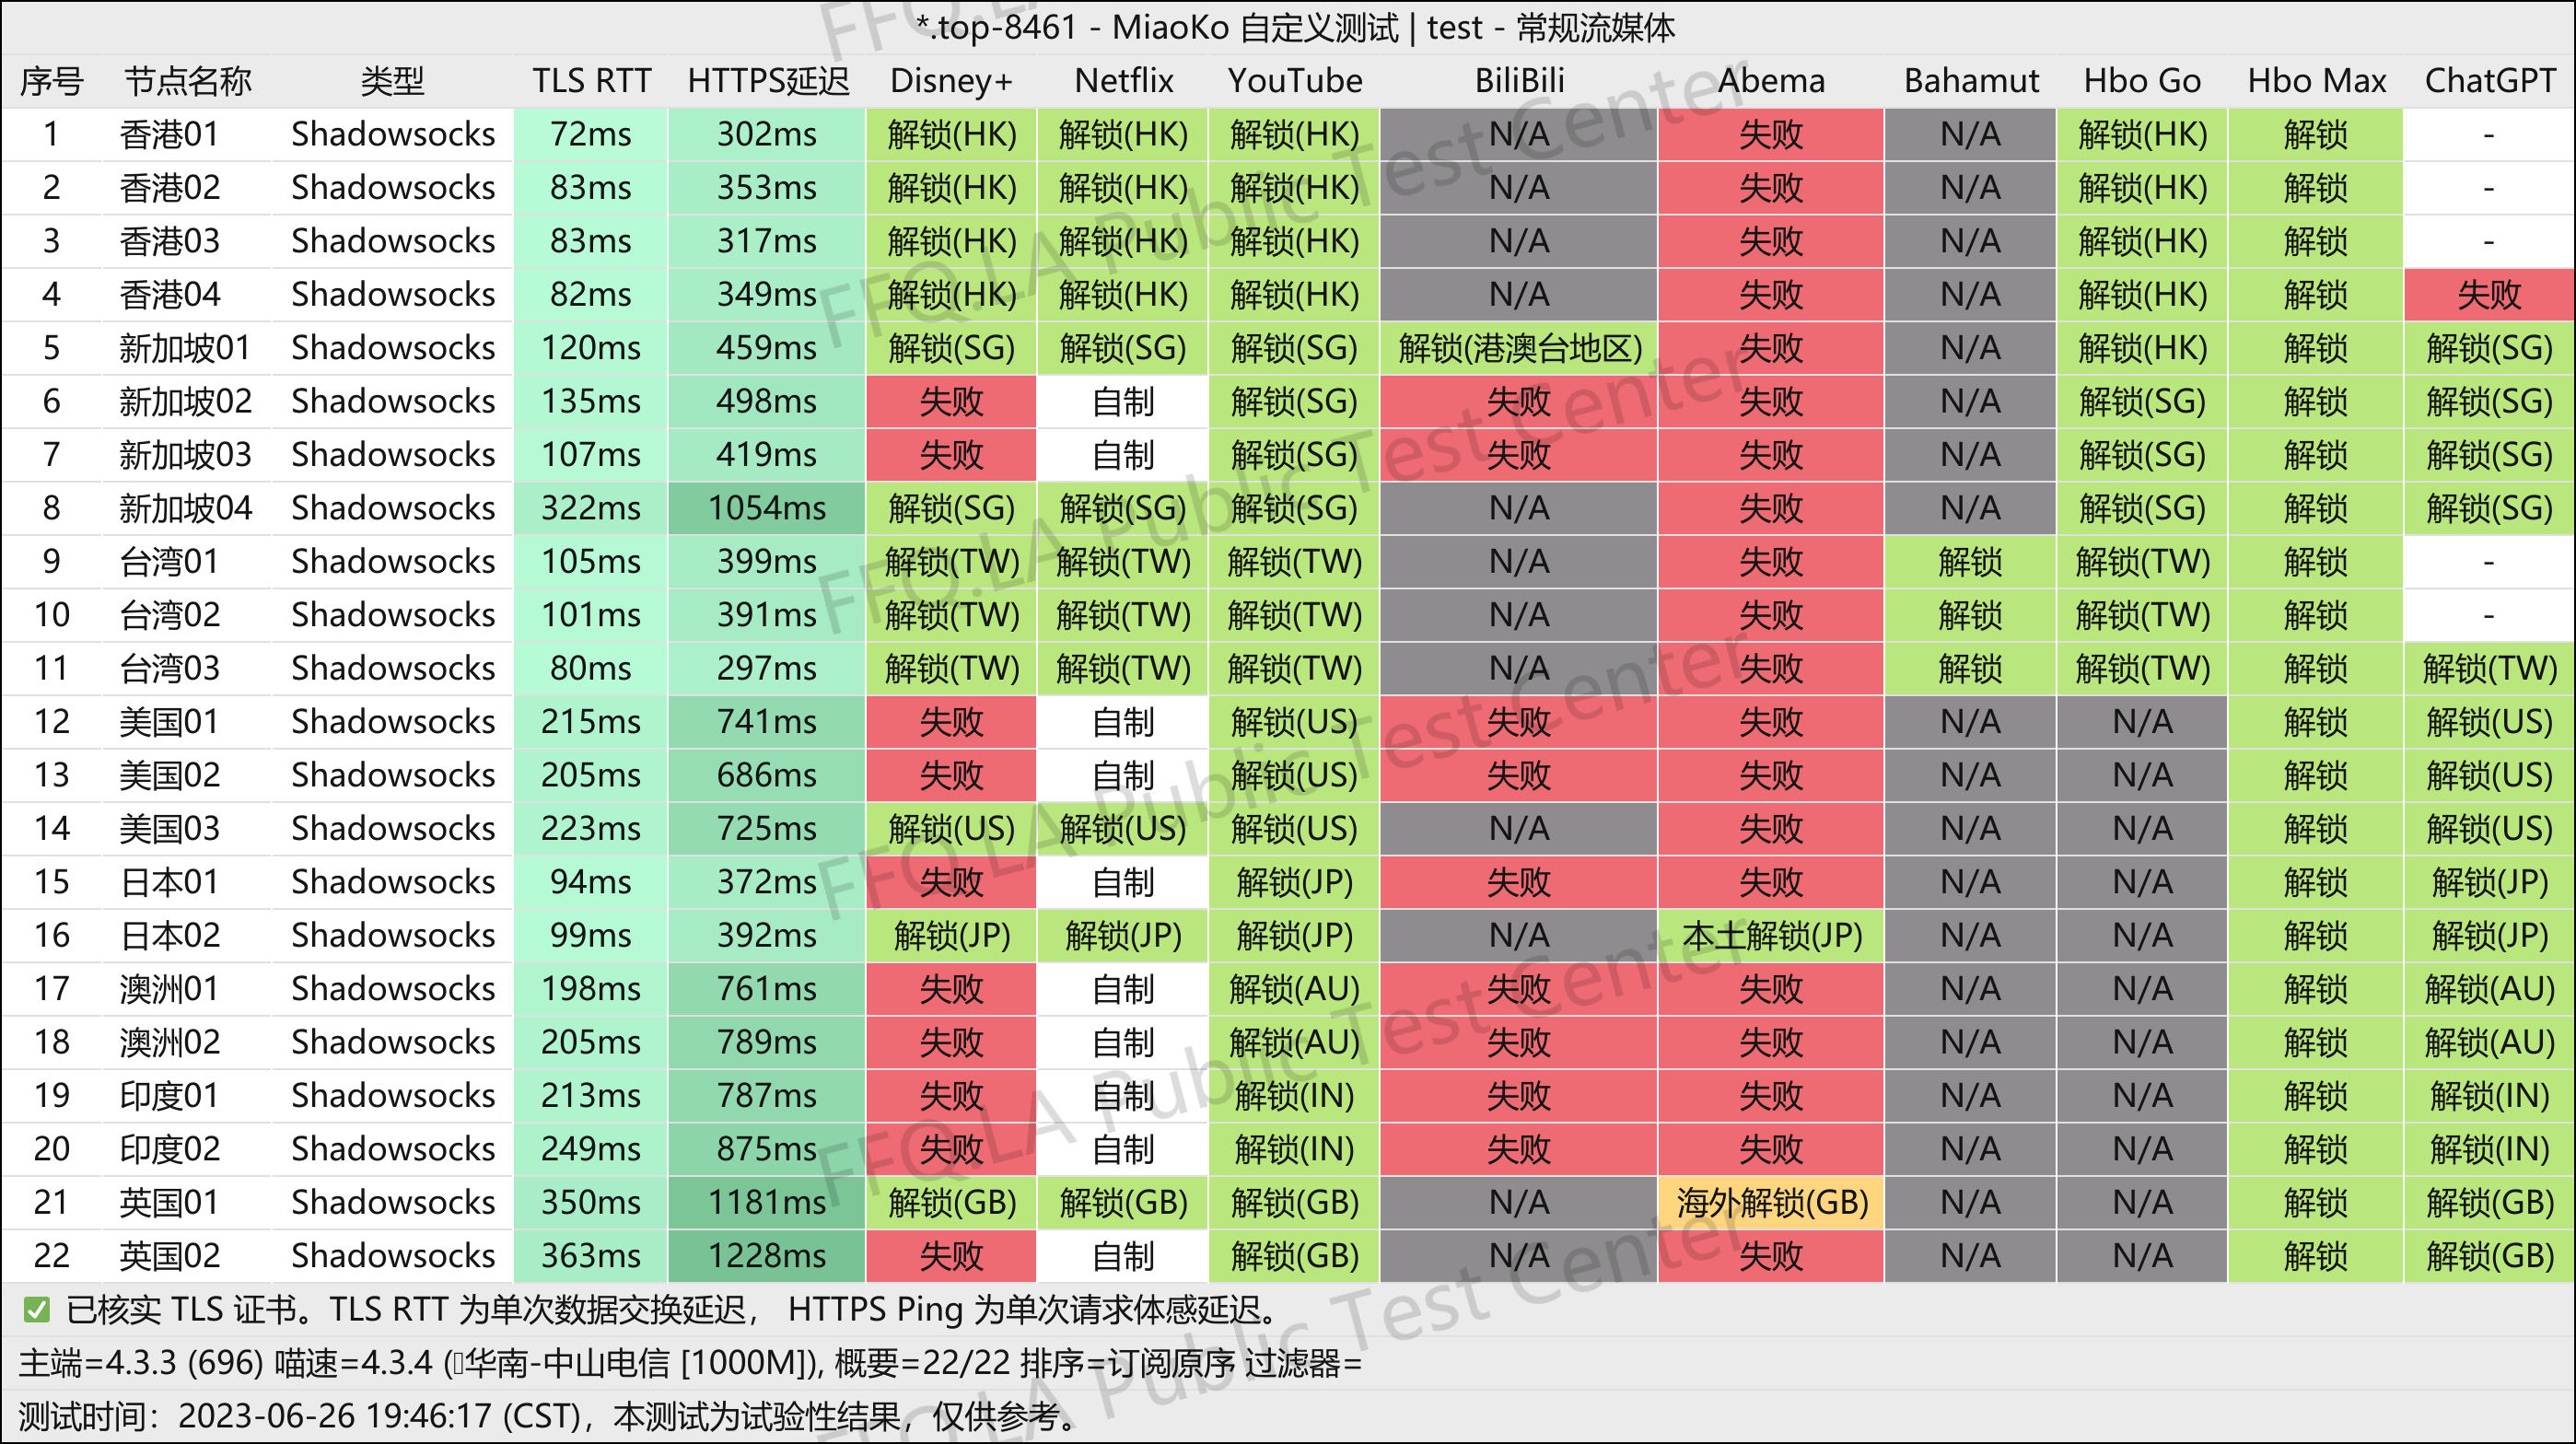 *.top-8461 - MiaoKo 自定义测试 | test - 常规流媒体
序号 节点名称 类型 TLS RTT HTTPS延迟 Disney+ Netflix YouTube BiliBili Abema Bahamut Hbo Go Hbo Max ChatGPT
1 香港01 Shadowsocks 72ms 302ms 解锁(HK) 解锁(HK) 解锁(HK) N/A 失败 N/A 解锁(HK) 解锁 -
2 香港02 Shadowsocks 83ms 353ms 解锁(HK) 解锁(HK) 解锁(HK) N/A 失败 N/A 解锁(HK) 解锁 -
3 香港03 Shadowsocks 83ms 317ms 解锁(HK) 解锁(HK) 解锁(HK) N/A 失败 N/A 解锁(HK) 解锁 -
4 香港04 Shadowsocks 82ms 349ms 解锁(HK) 解锁(HK) 解锁(HK) N/A 失败 N/A 解锁(HK) 解锁 失败
5 新加坡01 Shadowsocks 120ms 459ms 解锁(SG) 解锁(SG) 解锁(SG) 解锁(港澳台地区) 失败 N/A 解锁(HK) 解锁 解锁(SG)
6 新加坡02 Shadowsocks 135ms 498ms 失败 自制 解锁(SG) 失败 失败 N/A 解锁(SG) 解锁 解锁(SG)
7 新加坡03 Shadowsocks 107ms 419ms 失败 自制 解锁(SG) 失败 失败 N/A 解锁(SG) 解锁 解锁(SG)
8 新加坡04 Shadowsocks 322ms 1054ms 解锁(SG) 解锁(SG) 解锁(SG) N/A 失败 N/A 解锁(SG) 解锁 解锁(SG)
9 台湾01 Shadowsocks 105ms 399ms 解锁(TW) 解锁(TW) 解锁(TW) N/A 失败 解锁 解锁(TW) 解锁 -
10 台湾02 Shadowsocks 101ms 391ms 解锁(TW) 解锁(TW) 解锁(TW) N/A 失败 解锁 解锁(TW) 解锁 -
11 台湾03 Shadowsocks 80ms 297ms 解锁(TW) 解锁(TW) 解锁(TW) N/A 失败 解锁 解锁(TW) 解锁 解锁(TW)
12 美国01 Shadowsocks 215ms 741ms 失败 自制 解锁(US) 失败 失败 N/A N/A 解锁 解锁(US)
13 美国02 Shadowsocks 205ms 686ms 失败 自制 解锁(US) 失败 失败 N/A N/A 解锁 解锁(US)
14 美国03 Shadowsocks 223ms 725ms 解锁(US) 解锁(US) 解锁(US) N/A 失败 N/A N/A 解锁 解锁(US)
15 日本01 Shadowsocks 94ms 372ms 失败 自制 解锁(JP) 失败 失败 N/A N/A 解锁 解锁(JP)
16 日本02 Shadowsocks 99ms 392ms 解锁(JP) 解锁(JP) 解锁(JP) N/A 本土解锁(JP) N/A N/A 解锁 解锁(JP)
17 澳洲01 Shadowsocks 198ms 761ms 失败 自制 解锁(AU) 失败 失败 N/A N/A 解锁 解锁(AU)
18 澳洲02 Shadowsocks 205ms 789ms 失败 自制 解锁(AU) 失败 失败 N/A N/A 解锁 解锁(AU)
19 印度01 Shadowsocks 213ms 787ms 失败 自制 解锁(IN) 失败 失败 N/A N/A 解锁 解锁(IN)
20 印度02 Shadowsocks 249ms 875ms 失败 自制 解锁(IN) 失败 失败 N/A N/A 解锁 解锁(IN)
21 英国01 Shadowsocks 350ms 1181ms 解锁(GB) 解锁(GB) 解锁(GB) N/A 海外解锁(GB) N/A N/A 解锁 解锁(GB)
22 英国02 Shadowsocks 363ms 1228ms 失败 自制 解锁(GB) N/A 失败 N/A N/A 解锁 解锁(GB)
✅ 已核实 TLS 证书。TLS RTT 为单次数据交换延迟， HTTPS Ping 为单次请求体感延迟。
主端=4.3.3 (696) 喵速=4.3.4 (华南-中山电信 [1000M]), 概要=22/22 排序=订阅原序 过滤器=
测试时间：2023-06-26 19:46:17 (CST)，本测试为试验性结果，仅供参考。
FFQ.LA Public Test Center
FFQ.LA Public Test Center
FFQ.LA Public Test Center
FFQ.LA Public Test Center
FFQ.LA Public Test Center